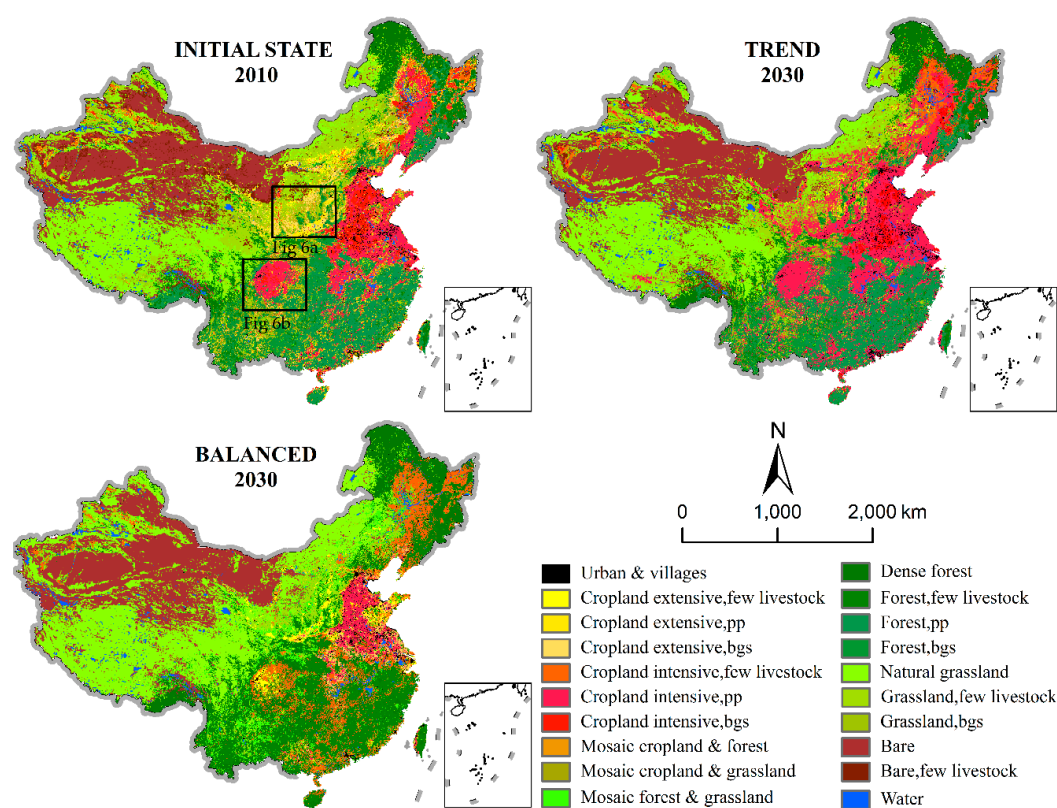 INITIAL STATE
2010
TREND
2030
Fig 6a
Fig 6b
BALANCED
2030
N
0 1,000 2,000 km
Urban & villages
Cropland extensive,few livestock
Cropland extensive,pp
Cropland extensive,bgs
Cropland intensive,few livestock
Cropland intensive,pp
Cropland intensive,bgs
Mosaic cropland & forest
Mosaic cropland & grassland
Mosaic forest & grassland
Dense forest
Forest,few livestock
Forest,pp
Forest,bgs
Natural grassland
Grassland,few livestock
Grassland,bgs
Bare
Bare,few livestock
Water